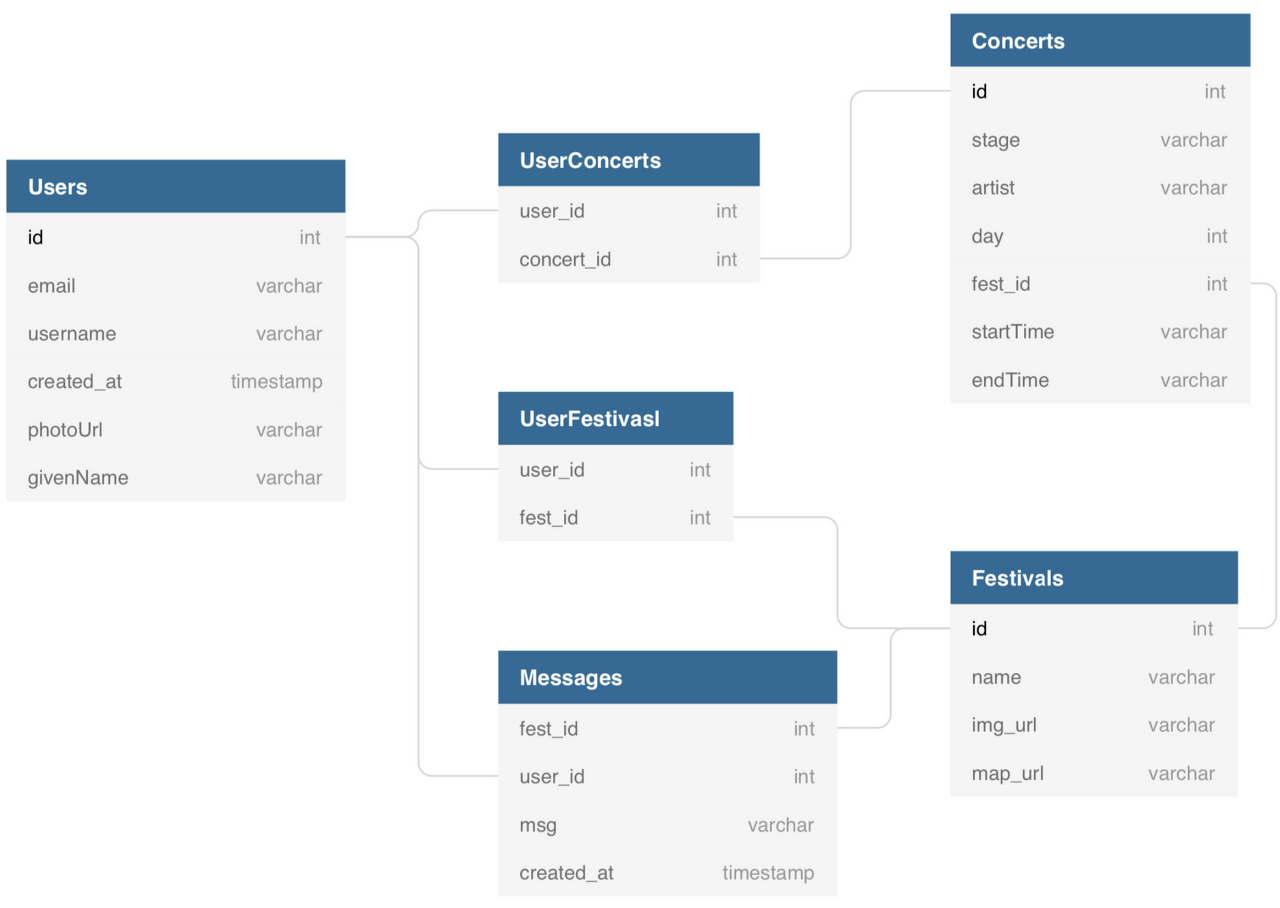 Users
id int
email varchar
username varchar
created_at timestamp
photoUrl varchar
givenName varchar
UserConcerts
user_id int
concert_id int
UserFestivasl
user_id int
fest_id int
Messages
fest_id int
user_id int
msg varchar
created_at timestamp
Concerts
id int
stage varchar
artist varchar
day int
fest_id int
startTime varchar
endTime varchar
Festivals
id int
name varchar
img_url varchar
map_url varchar